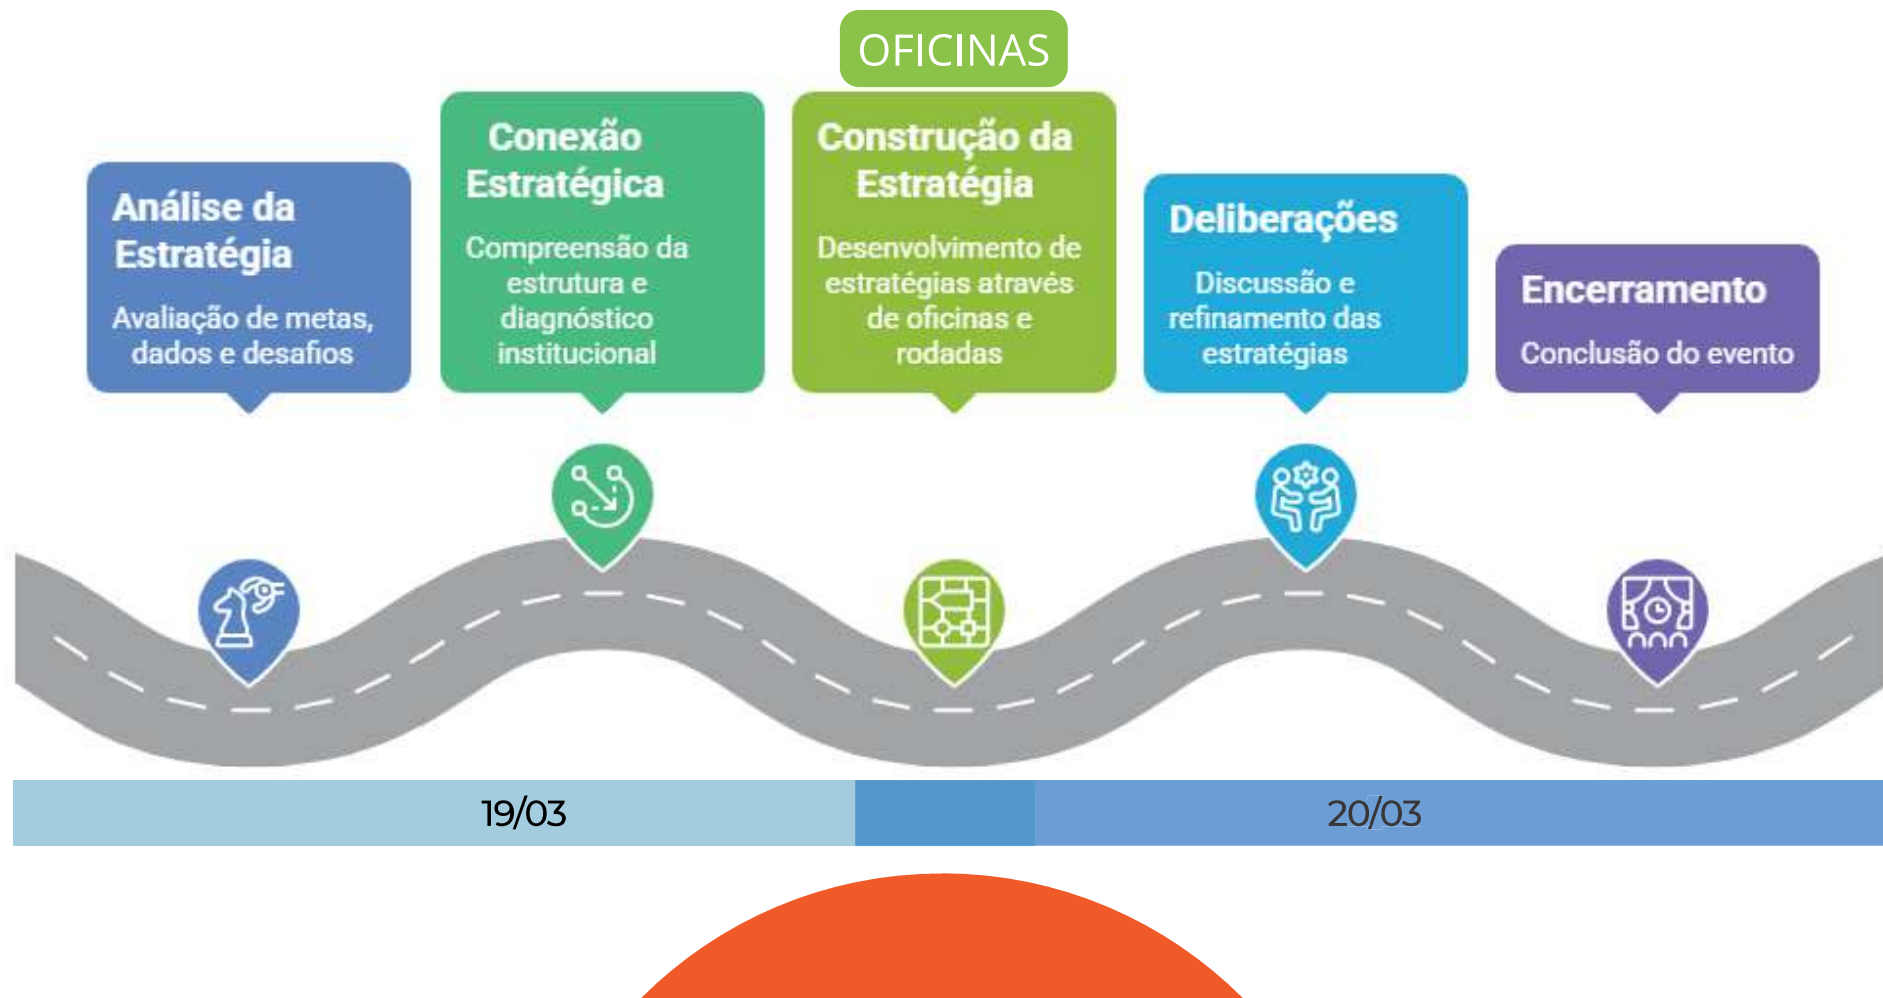 OFICINAS
Análise da
Estratégia
Avaliação de metas,
dados e desafios
Conexão
Estratégica
Compreensão da
estrutura e
diagnóstico
institucional
Construção da
Estratégia
Desenvolvimento de
estratégias através
de oficinas e
rodadas
Deliberações
Discussão e
refinamento das
estratégias
Encerramento
Conclusão do evento
19/03
20/03